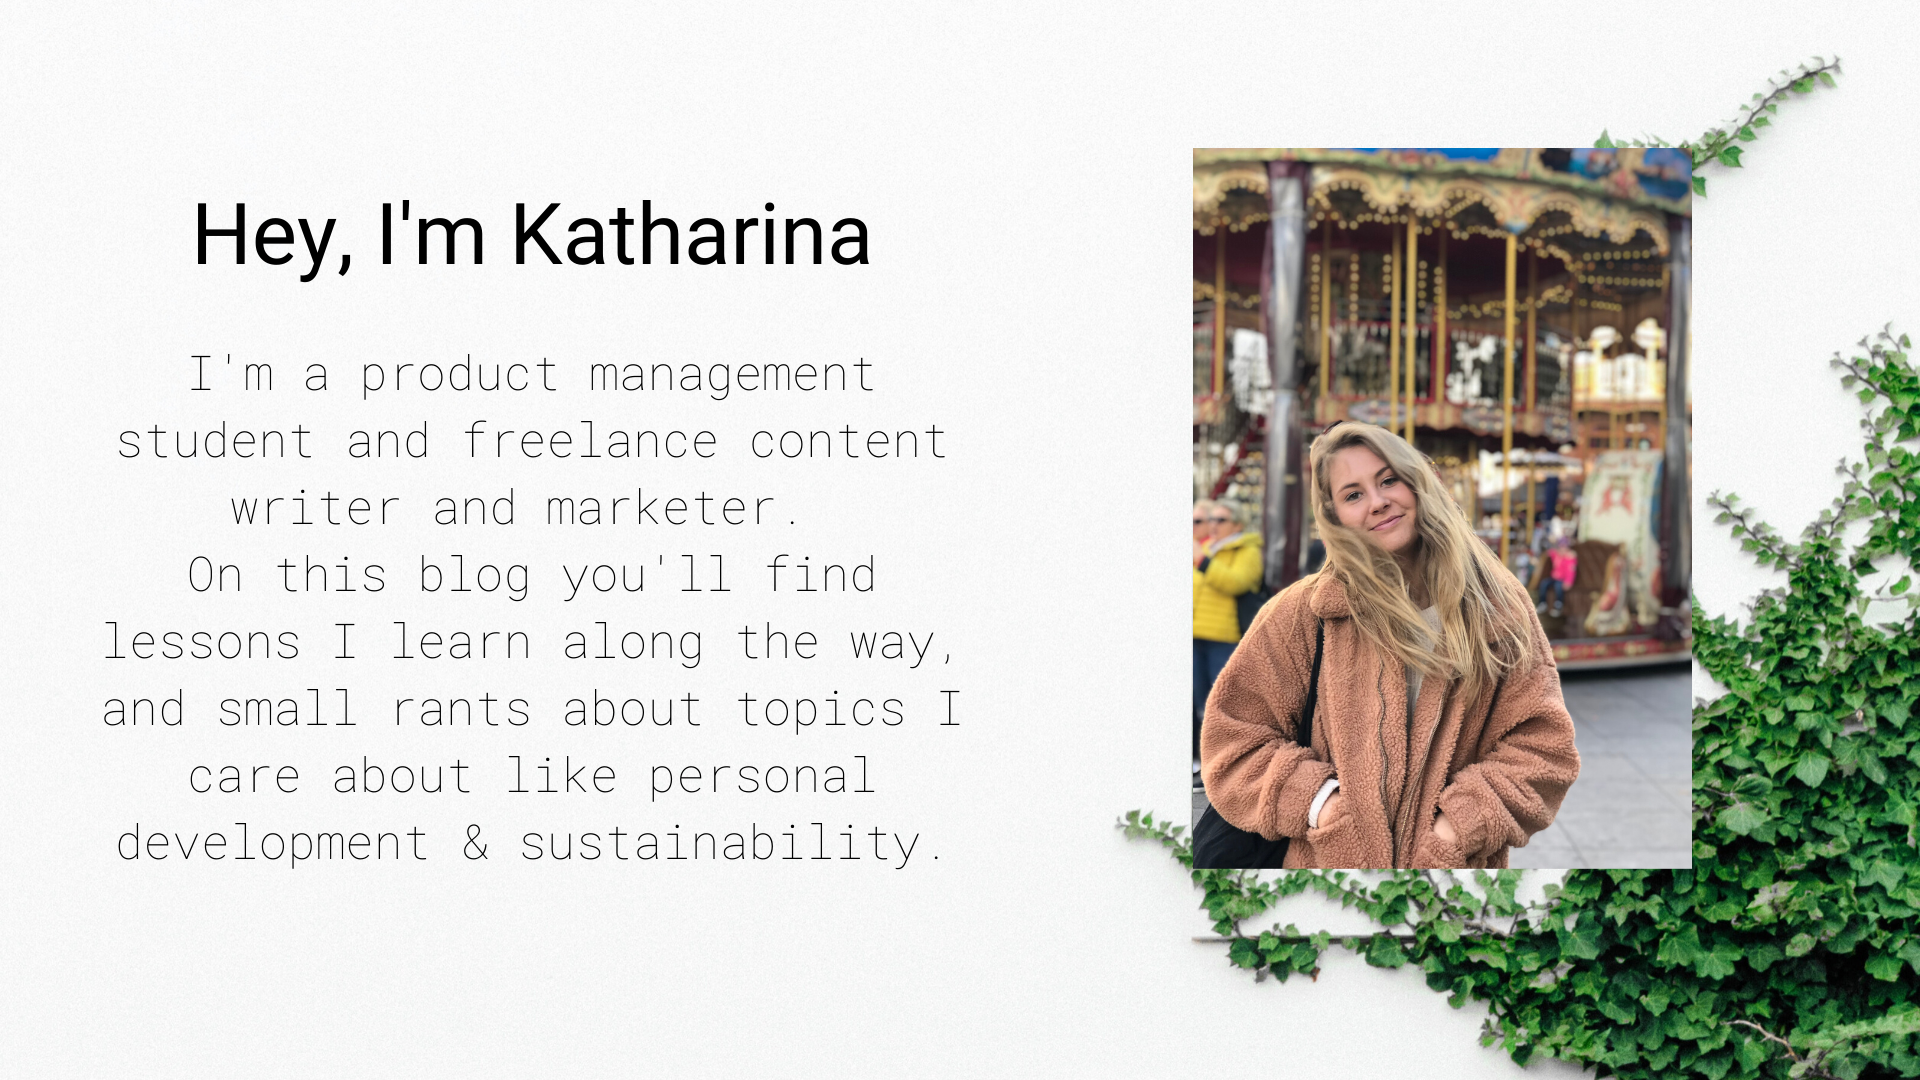 Hey, I'm Katharina
I'm a product management
student and freelance content
writer and marketer.
On this blog you'll find
lessons I learn along the way,
and small rants about topics I
care about like personal
development & sustainability.